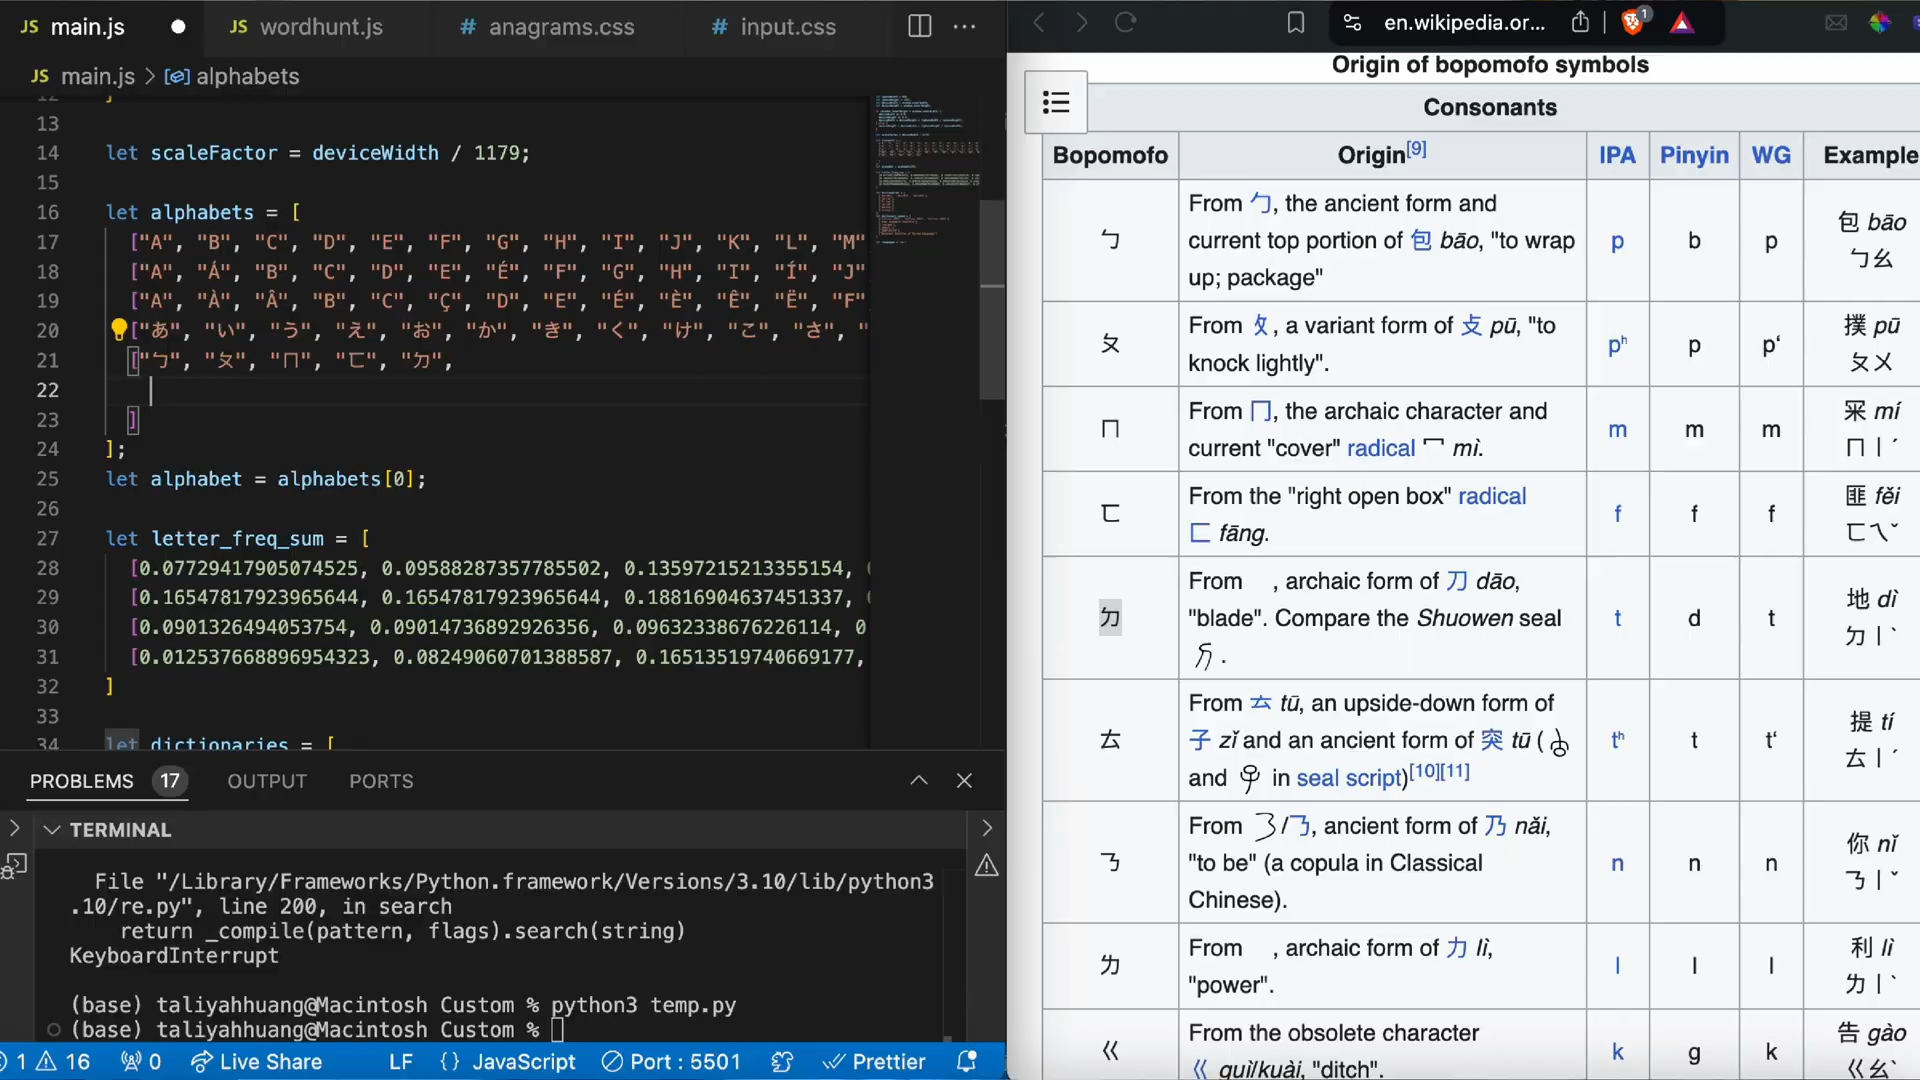 JS main.js ● JS wordhunt.js # anagrams.css # input.css ···
JS main.js > alphabets
13
14 let scaleFactor = deviceWidth / 1179;
15
16 let alphabets = [
17 ["A", "B", "C", "D", "E", "F", "G", "H", "I", "J", "K", "L", "M"
18 ["A", "Á", "B", "C", "D", "E", "É", "F", "G", "H", "I", "Í", "J"
19 ["A", "À", "Â", "B", "C", "Ç", "D", "E", "É", "È", "Ê", "Ë", "F"
20 ["あ", "い", "う", "え", "お", "か", "き", "く", "け", "こ", "さ", "
21 ["ㄅ", "ㄆ", "ㄇ", "ㄈ", "ㄉ",
22
23 ]
24 ];
25 let alphabet = alphabets[0];
26
27 let letter_freq_sum = [
28 [0.07729417905074525, 0.09588287357785502, 0.13597215213355154,
29 [0.16547817923965644, 0.16547817923965644, 0.18816904637451337,
30 [0.0901326494053754, 0.09014736892926356, 0.09632338676226114, 0
31 [0.012537668896954323, 0.08249060701388587, 0.16513519740669177,
32 ]
33
34 let dictionaries = [
PROBLEMS 17 OUTPUT PORTS
TERMINAL
File "/Library/Frameworks/Python.framework/Versions/3.10/lib/python3
.10/re.py", line 200, in search
return _compile(pattern, flags).search(string)
KeyboardInterrupt
(base) taliyahhuang@Macintosh Custom % python3 temp.py
(base) taliyahhuang@Macintosh Custom %
1 16 0 Live Share LF {} JavaScript Port : 5501 Prettier
en.wikipedia.or... 1
Origin of bopomofo symbols
Consonants
Bopomofo Origin[9] IPA Pinyin WG Example
ㄅ From 勹, the ancient form and
current top portion of 包 bāo, "to wrap
up; package" p b p 包 bāo
ㄅㄠ
ㄆ From 攵, a variant form of 攴 pū, "to
knock lightly". pʰ p pʻ 撲 pū
ㄆㄨ
ㄇ From 冂, the archaic character and
current "cover" radical 冖 mì. m m m 冞 mí
ㄇㄧˊ
ㄈ From the "right open box" radical
匚 fāng. f f f 匪 fěi
ㄈㄟˇ
ㄉ From , archaic form of 刀 dāo,
"blade". Compare the Shuowen seal
. t d t 地 dì
ㄉㄧˋ
ㄊ From 𠫓 tū, an upside-down form of
子 zǐ and an ancient form of 突 tū (
and in seal script)[10][11] tʰ t tʻ 提 tí
ㄊㄧˊ
ㄋ From /𠄎, ancient form of 乃 nǎi,
"to be" (a copula in Classical
Chinese). n n n 你 nǐ
ㄋㄧˇ
ㄌ From , archaic form of 力 lì,
"power". l l l 利 lì
ㄌㄧˋ
ㄍ From the obsolete character
巜 guì/kuài, "ditch". k g k 告 gào
ㄍㄠˋ